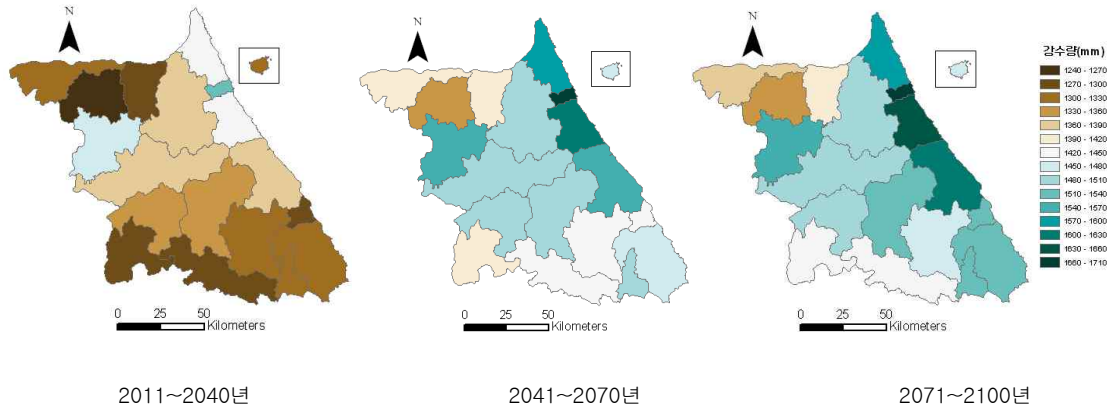 N
N
N
강수량(mm)
1240 - 1270
1270 - 1300
1300 - 1330
1330 - 1360
1360 - 1390
1390 - 1420
1420 - 1450
1450 - 1480
1480 - 1510
1510 - 1540
1540 - 1570
1570 - 1600
1600 - 1630
1630 - 1660
1660 - 1710
0 25 50
Kilometers
0 25 50
Kilometers
0 25 50
Kilometers
2011~2040년 2041~2070년 2071~2100년